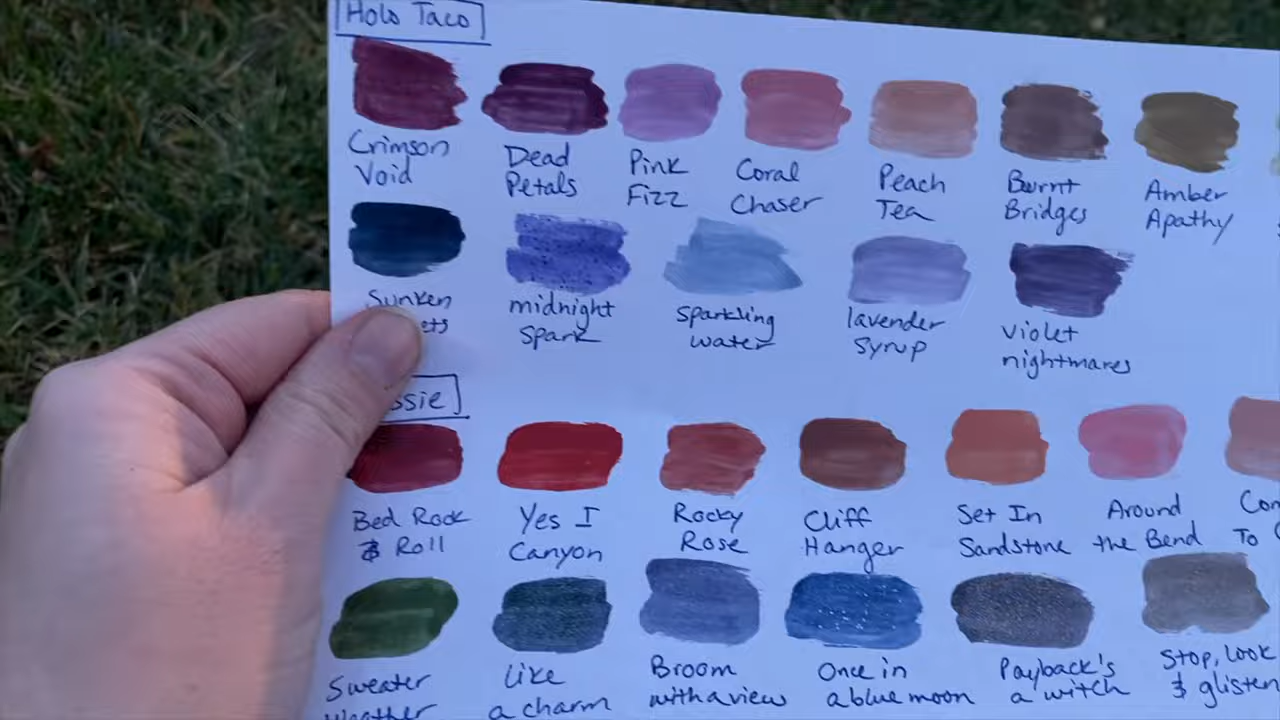 Holo Taco
Crimson
Void
Dead
Petals
Pink
Fizz
Coral
Chaser
Peach
Tea
Burnt
Bridges
Amber
Apathy
Sunken
midnight
spark
sparkling
water
lavender
syrup
violet
nightmares
Bed Rock
& Roll
Yes I
Canyon
Rocky
Rose
Cliff
Hanger
Set In
Sandstone
Around
the Bend
To
Sweater
Weather
like
a charm
Broom
with a view
Once in
a blue moon
Payback's
a witch
Stop, look
& glisten